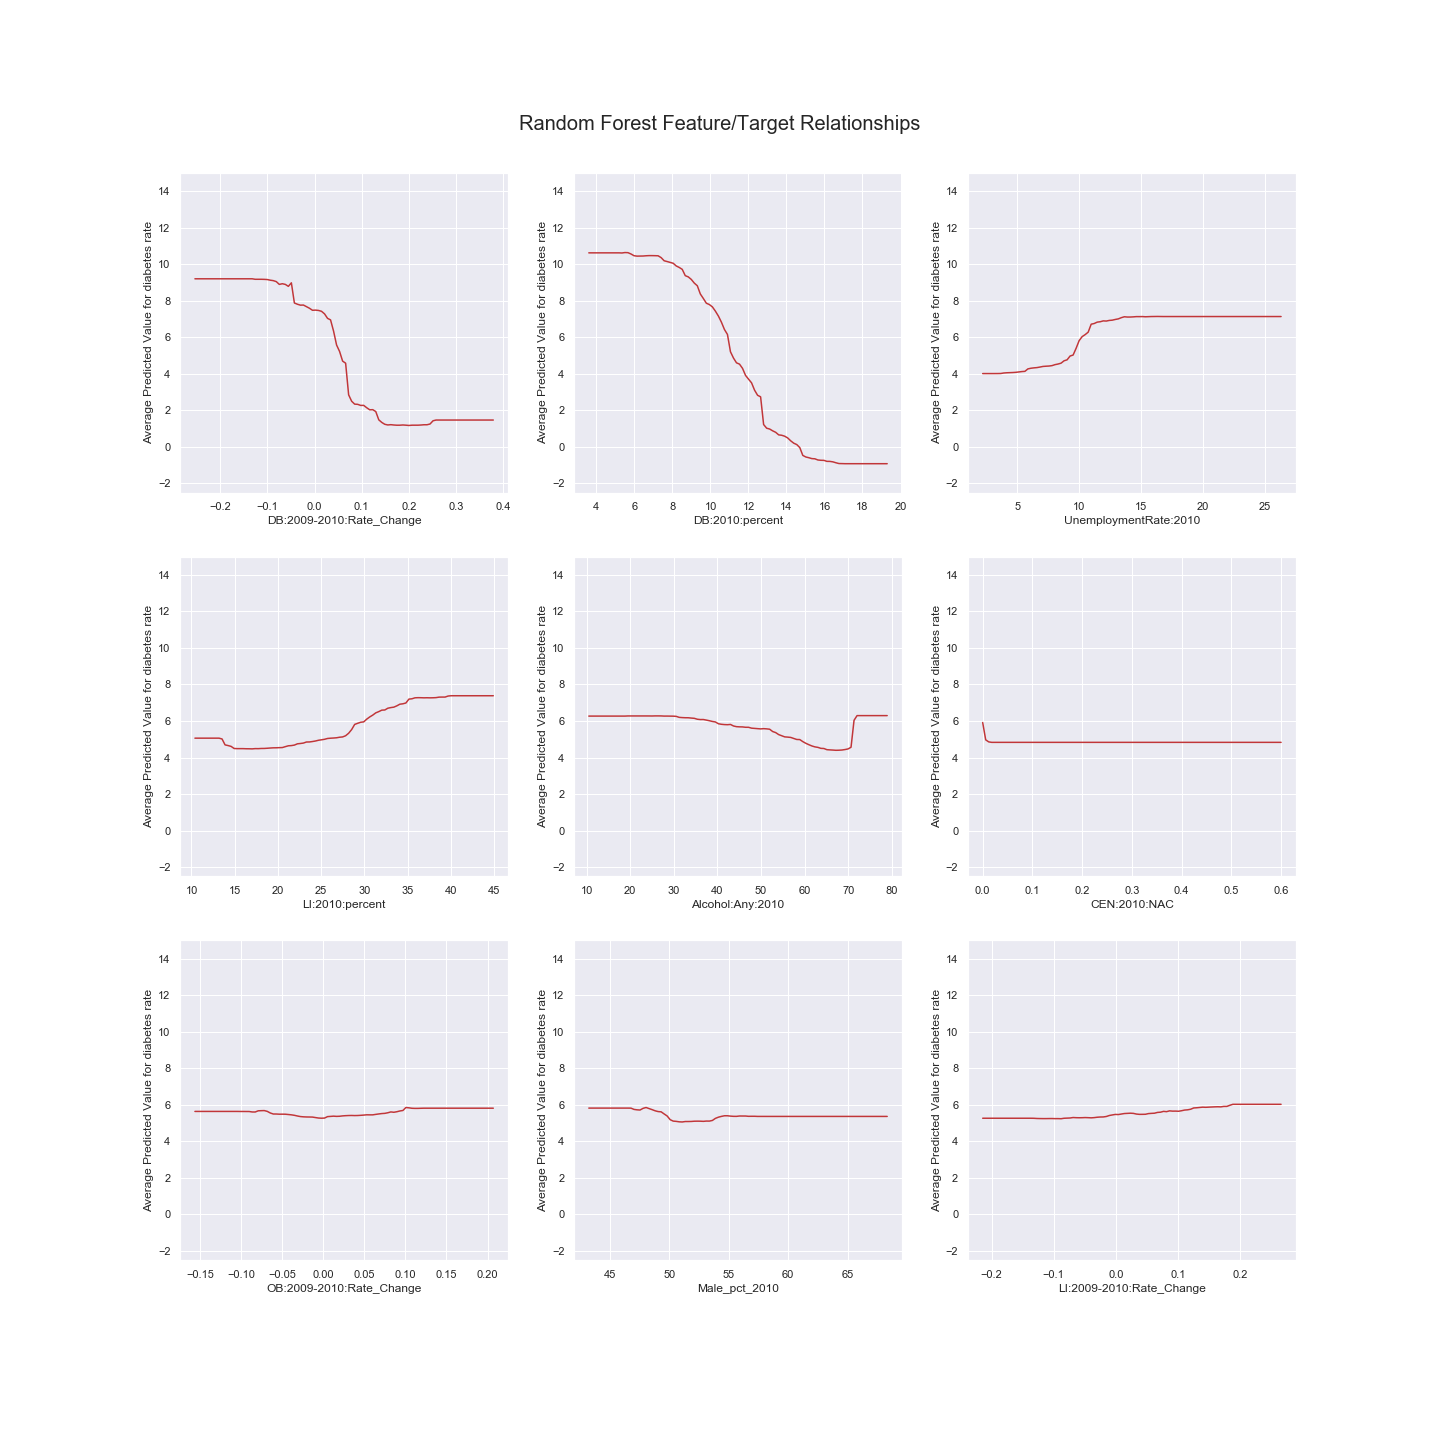 Random Forest Feature/Target Relationships
Average Predicted Value for diabetes rate
14
12
10
8
6
4
2
0
−2
−0.2 −0.1 0.0 0.1 0.2 0.3 0.4
DB:2009-2010:Rate_Change
Average Predicted Value for diabetes rate
14
12
10
8
6
4
2
0
−2
4 6 8 10 12 14 16 18 20
DB:2010:percent
Average Predicted Value for diabetes rate
14
12
10
8
6
4
2
0
−2
5 10 15 20 25
UnemploymentRate:2010
Average Predicted Value for diabetes rate
14
12
10
8
6
4
2
0
−2
10 15 20 25 30 35 40 45
LI:2010:percent
Average Predicted Value for diabetes rate
14
12
10
8
6
4
2
0
−2
10 20 30 40 50 60 70 80
Alcohol:Any:2010
Average Predicted Value for diabetes rate
14
12
10
8
6
4
2
0
−2
0.0 0.1 0.2 0.3 0.4 0.5 0.6
CEN:2010:NAC
Average Predicted Value for diabetes rate
14
12
10
8
6
4
2
0
−2
−0.15 −0.10 −0.05 0.00 0.05 0.10 0.15 0.20
OB:2009-2010:Rate_Change
Average Predicted Value for diabetes rate
14
12
10
8
6
4
2
0
−2
45 50 55 60 65
Male_pct_2010
Average Predicted Value for diabetes rate
14
12
10
8
6
4
2
0
−2
−0.2 −0.1 0.0 0.1 0.2
LI:2009-2010:Rate_Change